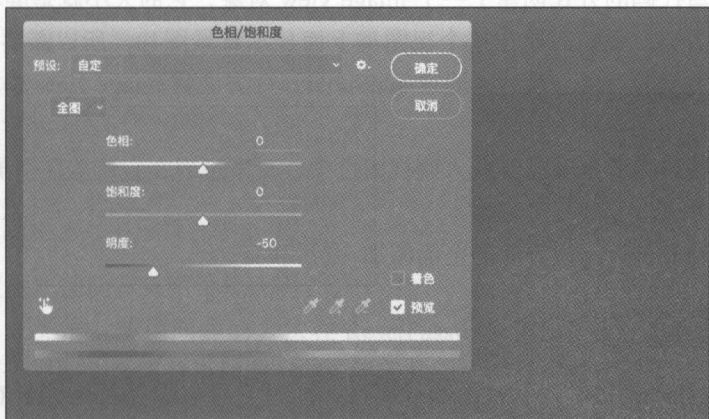 色相/饱和度
预设: 自定
确定
全图
取消
色相: 0
饱和度: 0
明度: -50
着色
预览